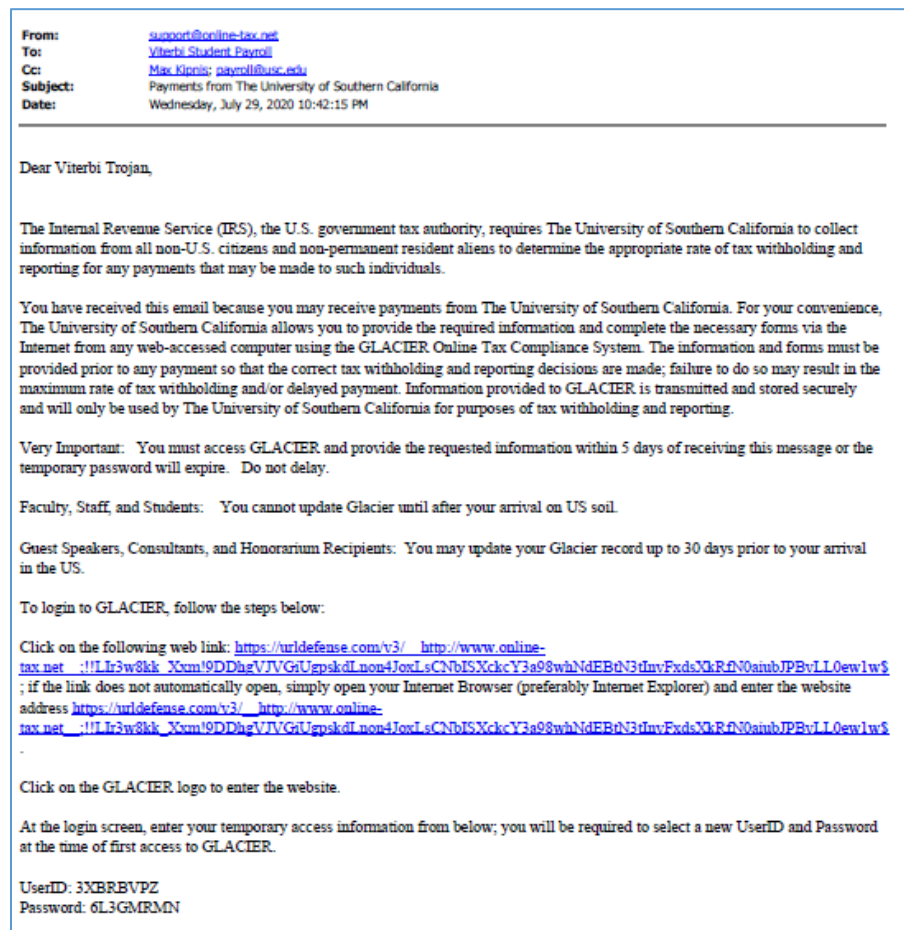 From: support@online-tax.net
To: Viterbi Student Payroll
Cc: Max Kipnis; payroll@usc.edu
Subject: Payments from The University of Southern California
Date: Wednesday, July 29, 2020 10:42:15 PM
Dear Viterbi Trojan,
The Internal Revenue Service (IRS), the U.S. government tax authority, requires The University of Southern California to collect
information from all non-U.S. citizens and non-permanent resident aliens to determine the appropriate rate of tax withholding and
reporting for any payments that may be made to such individuals.
You have received this email because you may receive payments from The University of Southern California. For your convenience,
The University of Southern California allows you to provide the required information and complete the necessary forms via the
Internet from any web-accessed computer using the GLACIER Online Tax Compliance System. The information and forms must be
provided prior to any payment so that the correct tax withholding and reporting decisions are made; failure to do so may result in the
maximum rate of tax withholding and/or delayed payment. Information provided to GLACIER is transmitted and stored securely
and will only be used by The University of Southern California for purposes of tax withholding and reporting.
Very Important: You must access GLACIER and provide the requested information within 5 days of receiving this message or the
temporary password will expire. Do not delay.
Faculty, Staff, and Students: You cannot update Glacier until after your arrival on US soil.
Guest Speakers, Consultants, and Honorarium Recipients: You may update your Glacier record up to 30 days prior to your arrival
in the US.
To login to GLACIER, follow the steps below:
Click on the following web link: https://urldefense.com/v3/__http://www.online-
tax.net__;!!LIr3w8kk_Xxm!9DDhgVJVGiUgpskdLnon4JoxLsCNbISXckcY3a98whNdEBtN3tInvFxdsXkRfN0aiubJPBvLL0ew1w$
; if the link does not automatically open, simply open your Internet Browser (preferably Internet Explorer) and enter the website
address https://urldefense.com/v3/__http://www.online-
tax.net__;!!LIr3w8kk_Xxm!9DDhgVJVGiUgpskdLnon4JoxLsCNbISXckcY3a98whNdEBtN3tInvFxdsXkRfN0aiubJPBvLL0ew1w$
.
Click on the GLACIER logo to enter the website.
At the login screen, enter your temporary access information from below; you will be required to select a new UserID and Password
at the time of first access to GLACIER.
UserID: 3XBRBVPZ
Password: 6L3GMRMN